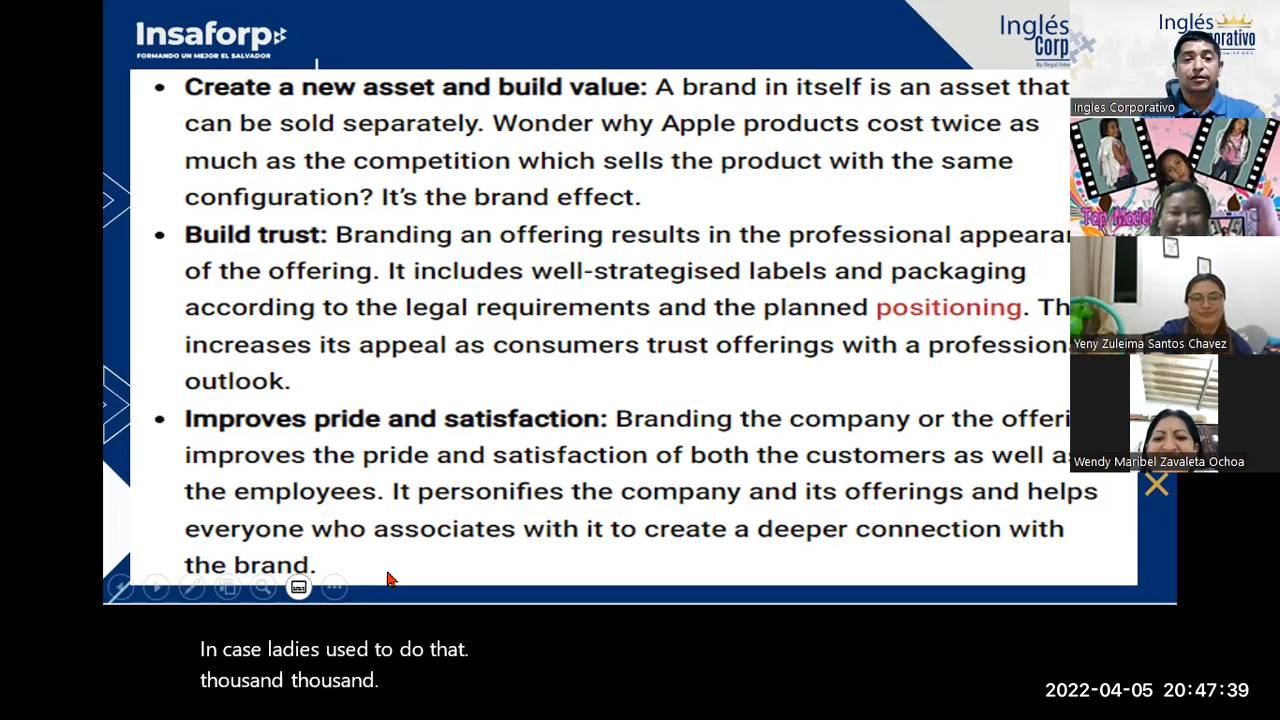 Insaforp
FORMANDO UN MEJOR EL SALVADOR
Inglés
Corp
Inglés
orporativo
Ingles Corporativo
• Create a new asset and build value: A brand in itself is an asset that
can be sold separately. Wonder why Apple products cost twice as
much as the competition which sells the product with the same
configuration? It's the brand effect.
• Build trust: Branding an offering results in the professional appearan
of the offering. It includes well-strategised labels and packaging
according to the legal requirements and the planned positioning. Th
increases its appeal as consumers trust offerings with a profession
outlook.
• Improves pride and satisfaction: Branding the company or the offeri
improves the pride and satisfaction of both the customers as well as
the employees. It personifies the company and its offerings and helps
everyone who associates with it to create a deeper connection with
the brand.
Top Model
Yeny Zuleima Santos Chavez
Wendy Maribel Zavaleta Ochoa
In case ladies used to do that.
thousand thousand.
2022-04-05 20:47:39